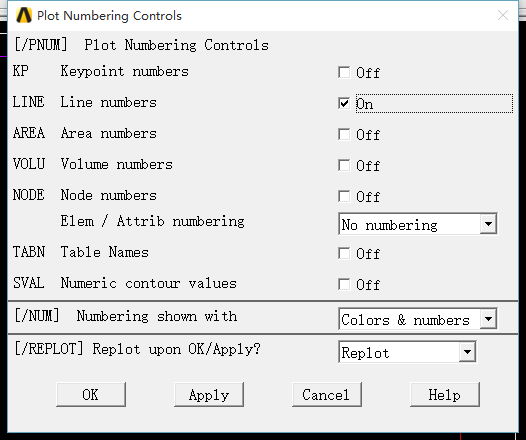 Plot Numbering Controls
[/PNUM] Plot Numbering Controls
KP Keypoint numbers Off
LINE Line numbers On
AREA Area numbers Off
VOLU Volume numbers Off
NODE Node numbers Off
Elem / Attrib numbering No numbering
TABN Table Names Off
SVAL Numeric contour values Off
[/NUM] Numbering shown with Colors & numbers
[/REPLOT] Replot upon OK/Apply? Replot
OK Apply Cancel Help